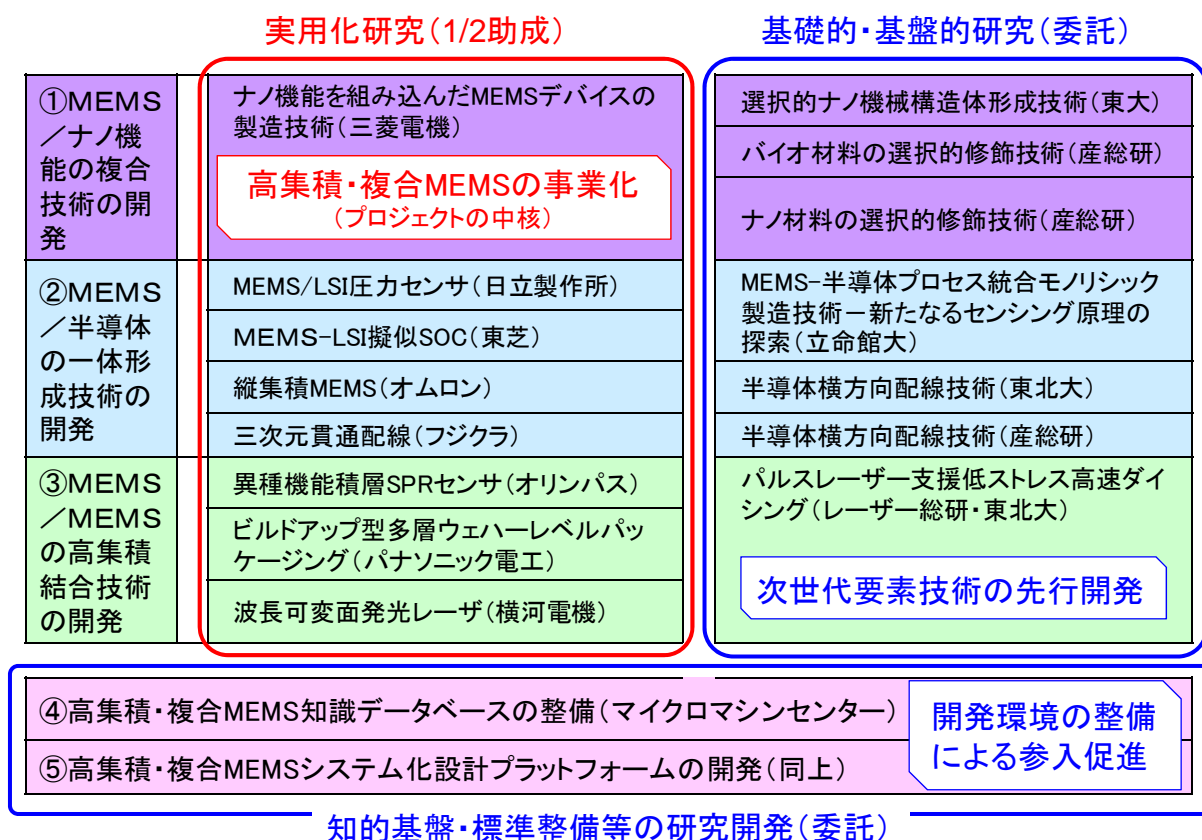 実用化研究(1/2助成)
基礎的・基盤的研究(委託)
①MEMS
/ナノ機
能の複合
技術の開
発
ナノ機能を組み込んだMEMSデバイスの
製造技術(三菱電機)
高集積・複合MEMSの事業化
(プロジェクトの中核)
選択的ナノ機械構造体形成技術(東大)
バイオ材料の選択的修飾技術(産総研)
ナノ材料の選択的修飾技術(産総研)
②MEMS
/半導体
の一体形
成技術の
開発
MEMS/LSI圧力センサ(日立製作所)
MEMS-LSI擬似SOC(東芝)
縦集積MEMS(オムロン)
三次元貫通配線(フジクラ)
MEMS-半導体プロセス統合モノリシック
製造技術-新たなるセンシング原理の
探索(立命館大)
半導体横方向配線技術(東北大)
半導体横方向配線技術(産総研)
③MEMS
/MEMS
の高集積
結合技術
の開発
異種機能積層SPRセンサ(オリンパス)
ビルドアップ型多層ウェハーレベルパッ
ケージング(パナソニック電工)
波長可変面発光レーザ(横河電機)
パルスレーザー支援低ストレス高速ダイ
シング(レーザー総研・東北大)
次世代要素技術の先行開発
④高集積・複合MEMS知識データベースの整備(マイクロマシンセンター)
⑤高集積・複合MEMSシステム化設計プラットフォームの開発(同上)
開発環境の整備
による参入促進
知的基盤・標準整備等の研究開発(委託)